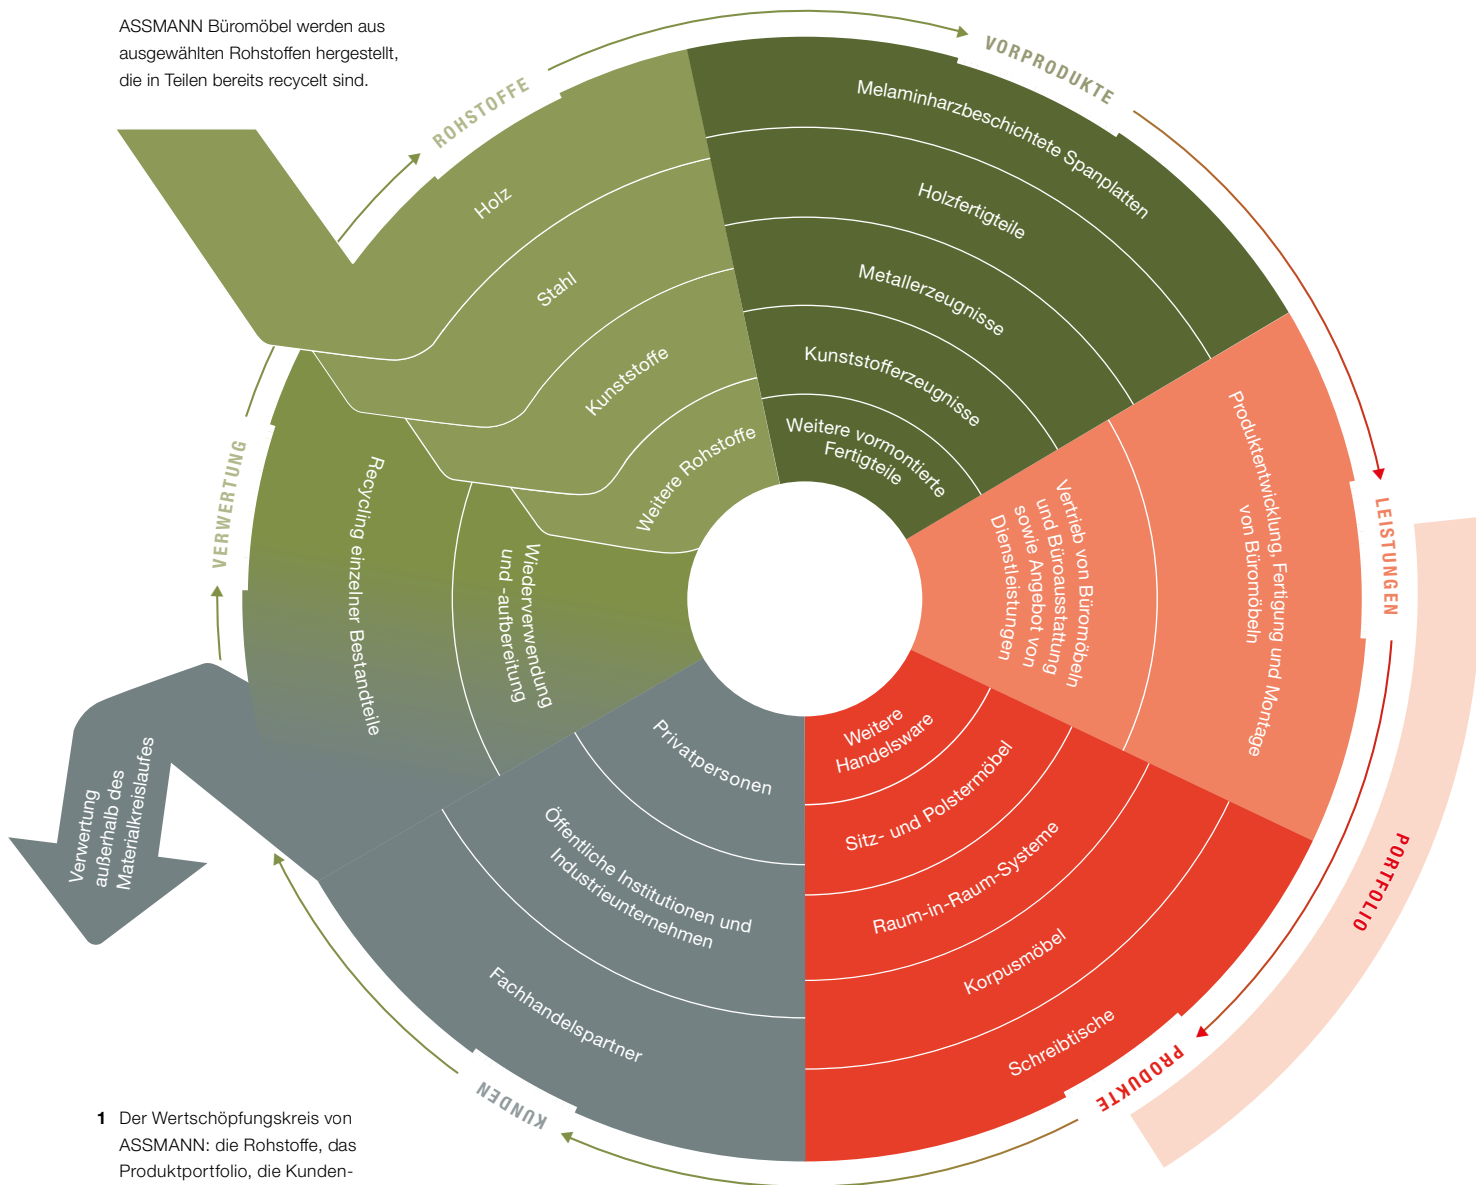 ASSMANN Büromöbel werden aus
ausgewählten Rohstoffen hergestellt,
die in Teilen bereits recycelt sind.
ROHSTOFFE
Holz
Stahl
Kunststoffe
Weitere Rohstoffe
VORPRODUKTE
Melaminharzbeschichtete Spanplatten
Holzfertigteile
Metallerzeugnisse
Kunststofferzeugnisse
Weitere vormontierte
Fertigteile
LEISTUNGEN
Produktentwicklung, Fertigung und Montage
von Büromöbeln
Vertrieb von Büromöbeln
und Büroausstattung
sowie Angebot von
Dienstleistungen
PORTFOLIO
PRODUKTE
Weitere
Handelsware
Sitz- und Polstermöbel
Raum-in-Raum-Systeme
Korpusmöbel
Schreibtische
KUNDEN
Privatpersonen
Öffentliche Institutionen und
Industrieunternehmen
Fachhandelspartner
VERWERTUNG
Recycling einzelner Bestandteile
Wiederverwendung
und -aufbereitung
Verwertung
außerhalb des
Materialkreislaufes
1 Der Wertschöpfungskreis von
ASSMANN: die Rohstoffe, das
Produktportfolio, die Kunden-